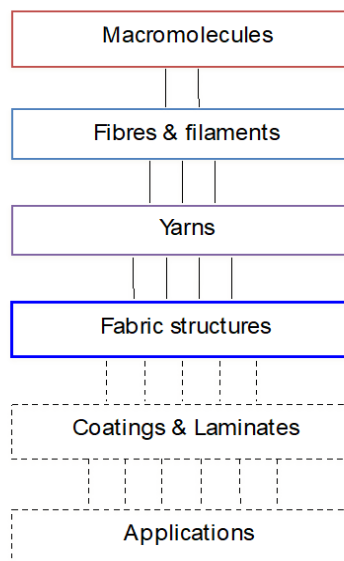 Macromolecules
Fibres & filaments
Yarns
Fabric structures
Coatings & Laminates
Applications